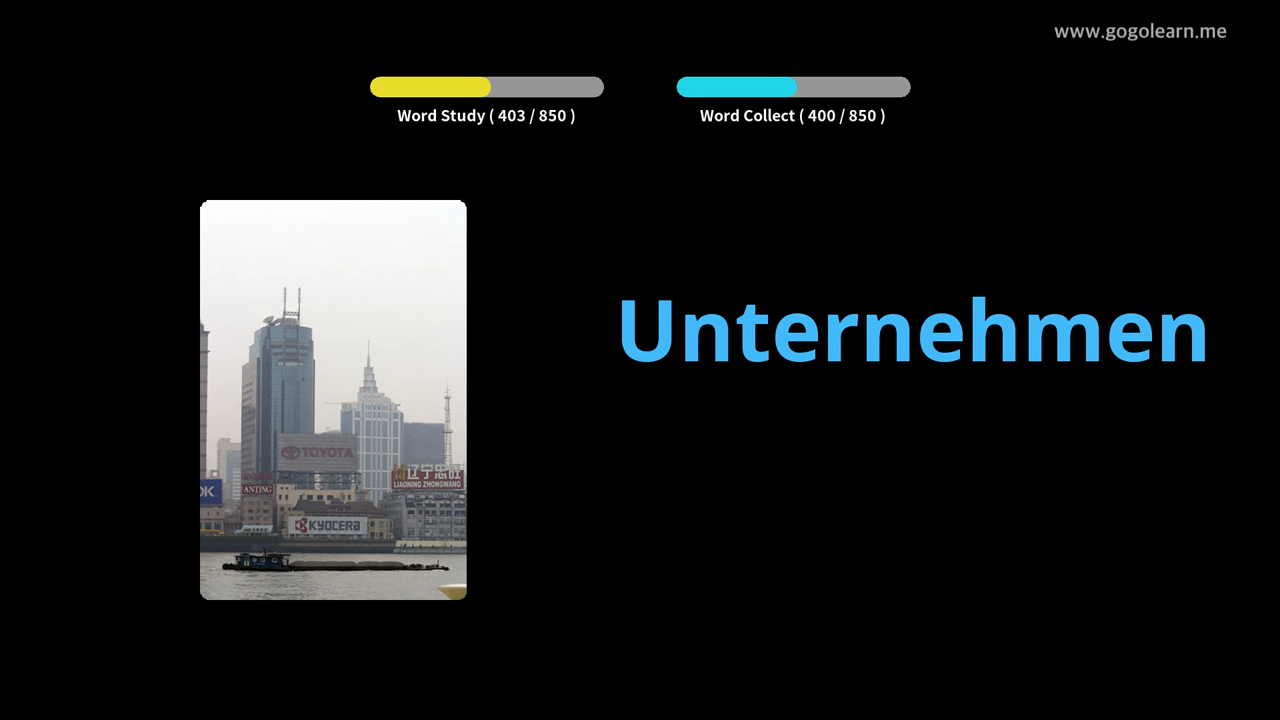 www.gogolearn.me
Word Study ( 403 / 850 )
Word Collect ( 400 / 850 )
Unternehmen
TOYOTA
辽宁忠旺
LIAONING ZHONGWANG
OK
ANTING
KYOCERA